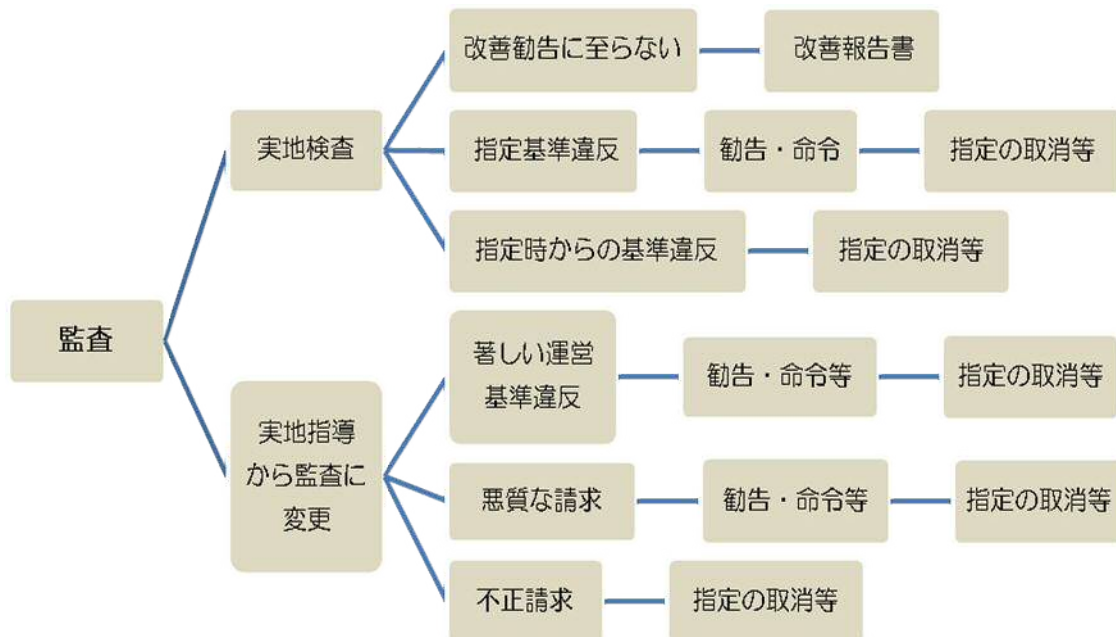 監査
実地検査
改善勧告に至らない
改善報告書
指定基準違反
勧告・命令
指定の取消等
指定時からの基準違反
指定の取消等
実地指導
から監査に
変更
著しい運営
基準違反
勧告・命令等
指定の取消等
悪質な請求
勧告・命令等
指定の取消等
不正請求
指定の取消等